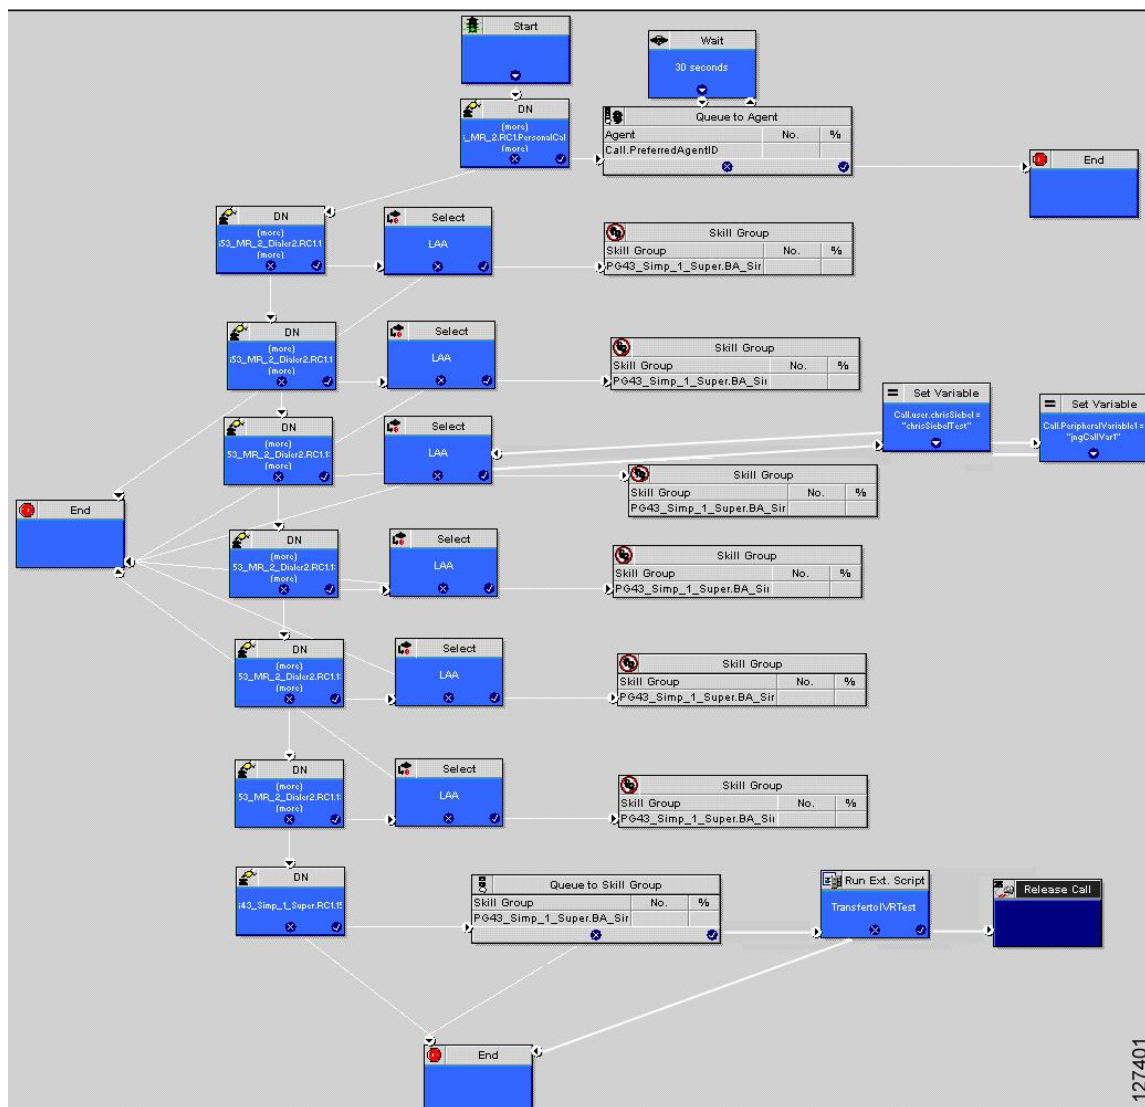 Start
Wait
30 seconds
DN
(more)
i_MR_2.RC1.PersonalCal
(more)
Queue to Agent
Agent No. %
Call.PreferredAgentID
End
DN
(more)
i53_MR_2_Dialer2.RC1.1
(more)
Select
LAA
Skill Group
Skill Group No. %
PG43_Simp_1_Super.BA_Sir
DN
(more)
i53_MR_2_Dialer2.RC1.1
(more)
Select
LAA
Skill Group
Skill Group No. %
PG43_Simp_1_Super.BA_Sir
Set Variable
Call.user.chrisSiebel =
"chrisSiebelTest"
Set Variable
Call.PeripheralVariable1 =
"jngCallVar1"
DN
(more)
53_MR_2_Dialer2.RC1.1:
(more)
Select
LAA
Skill Group
Skill Group No. %
PG43_Simp_1_Super.BA_Sir
End
DN
(more)
53_MR_2_Dialer2.RC1.1:
(more)
Select
LAA
Skill Group
Skill Group No. %
PG43_Simp_1_Super.BA_Sir
DN
(more)
53_MR_2_Dialer2.RC1.1:
(more)
Select
LAA
Skill Group
Skill Group No. %
PG43_Simp_1_Super.BA_Sir
DN
(more)
53_MR_2_Dialer2.RC1.1:
(more)
Select
LAA
Skill Group
Skill Group No. %
PG43_Simp_1_Super.BA_Sir
DN
i43_Simp_1_Super.RC1.15
Queue to Skill Group
Skill Group No. %
PG43_Simp_1_Super.BA_Sir
Run Ext. Script
TransfertoIVRTest
Release Call
End
127401